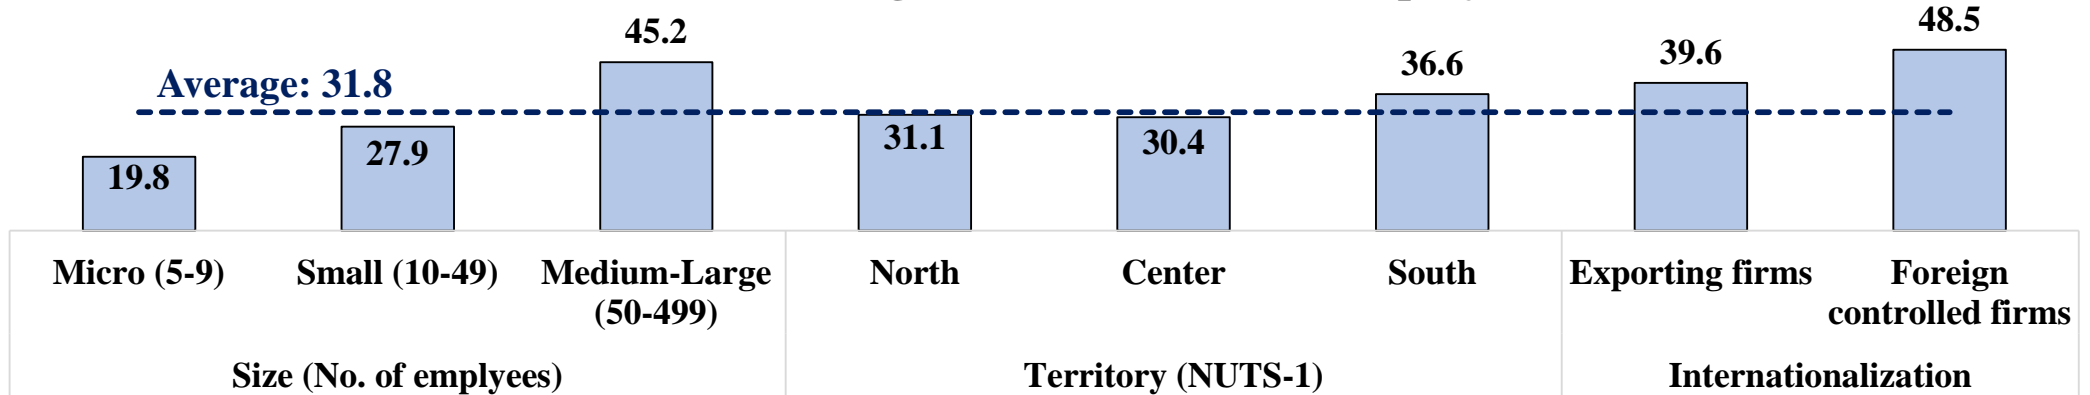 45.2
48.5
Average: 31.8
36.6
39.6
19.8
27.9
31.1
30.4
Micro (5-9)
Small (10-49)
Medium-Large
(50-499)
North
Center
South
Exporting firms
Foreign
controlled firms
Size (No. of emplyees)
Territory (NUTS-1)
Internationalization